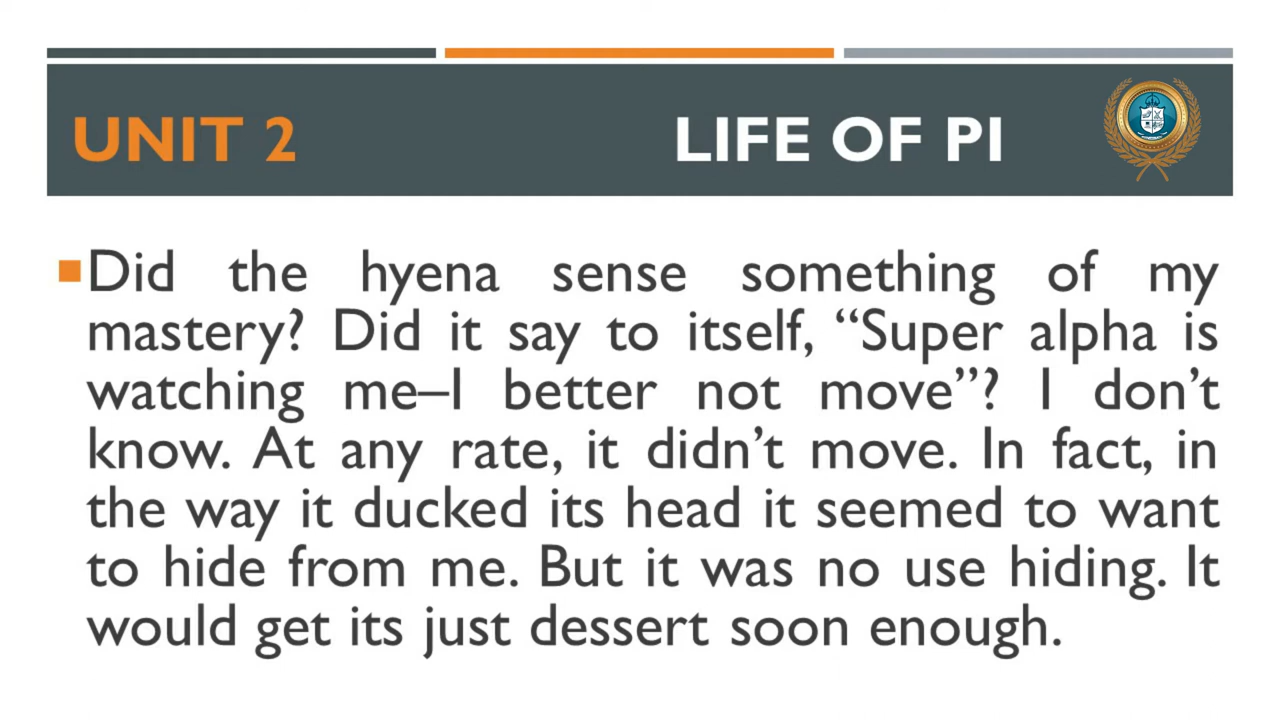 UNIT 2 LIFE OF PI
Did the hyena sense something of my
mastery? Did it say to itself, “Super alpha is
watching me–I better not move”? I don’t
know. At any rate, it didn’t move. In fact, in
the way it ducked its head it seemed to want
to hide from me. But it was no use hiding. It
would get its just dessert soon enough.